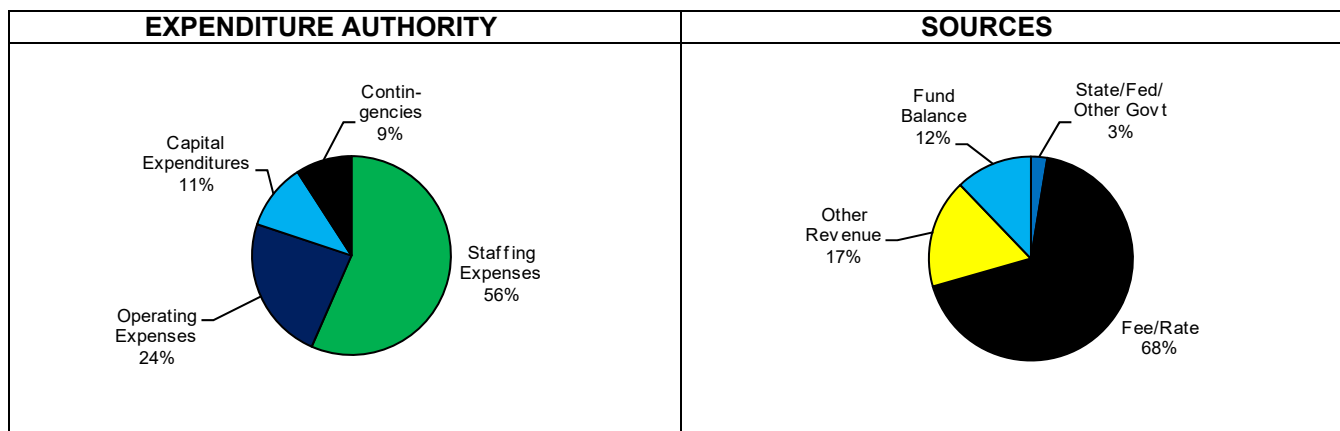 EXPENDITURE AUTHORITY
Contin-
gencies
9%
Capital
Expenditures
11%
Staffing
Expenses
56%
Operating
Expenses
24%
SOURCES
Fund
Balance
12%
State/Fed/
Other Govt
3%
Other
Revenue
17%
Fee/Rate
68%